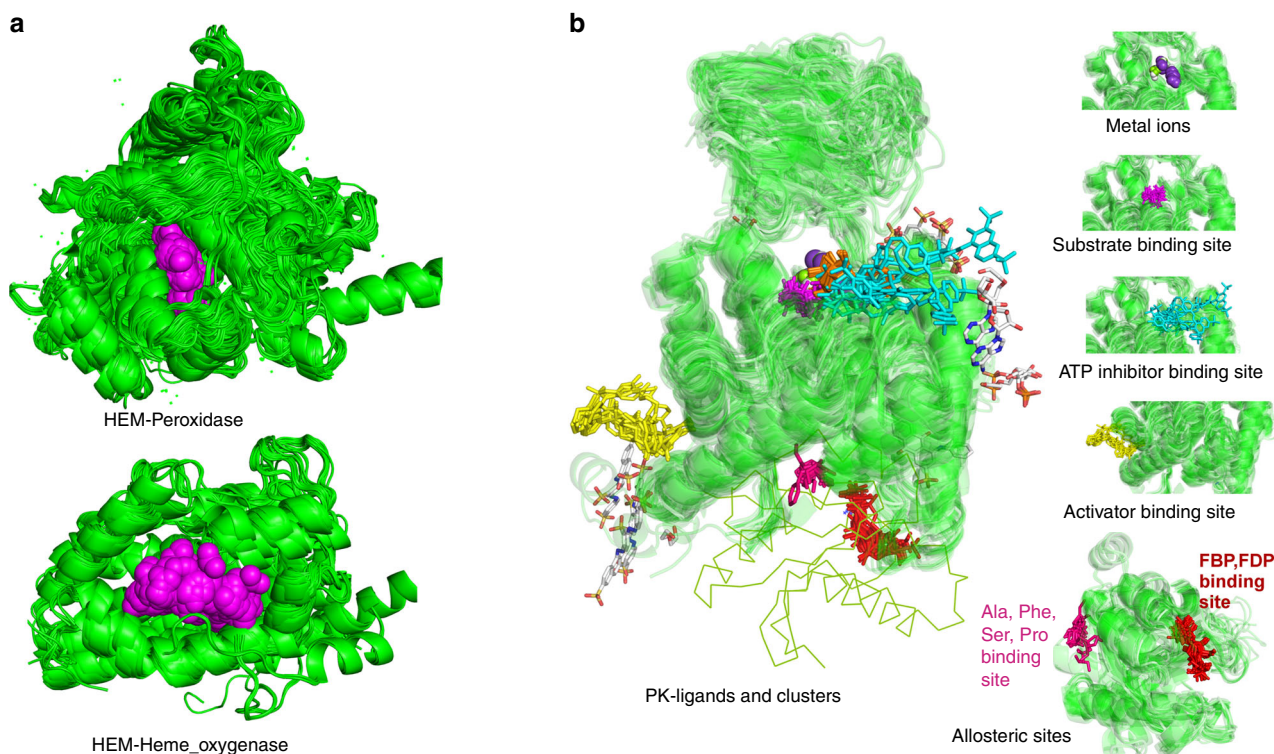 a
HEM-Peroxidase
HEM-Heme_oxygenase
b
PK-ligands and clusters
Metal ions
Substrate binding site
ATP inhibitor binding site
Activator binding site
FBP,FDP
binding
site
Ala, Phe,
Ser, Pro
binding
site
Allosteric sites